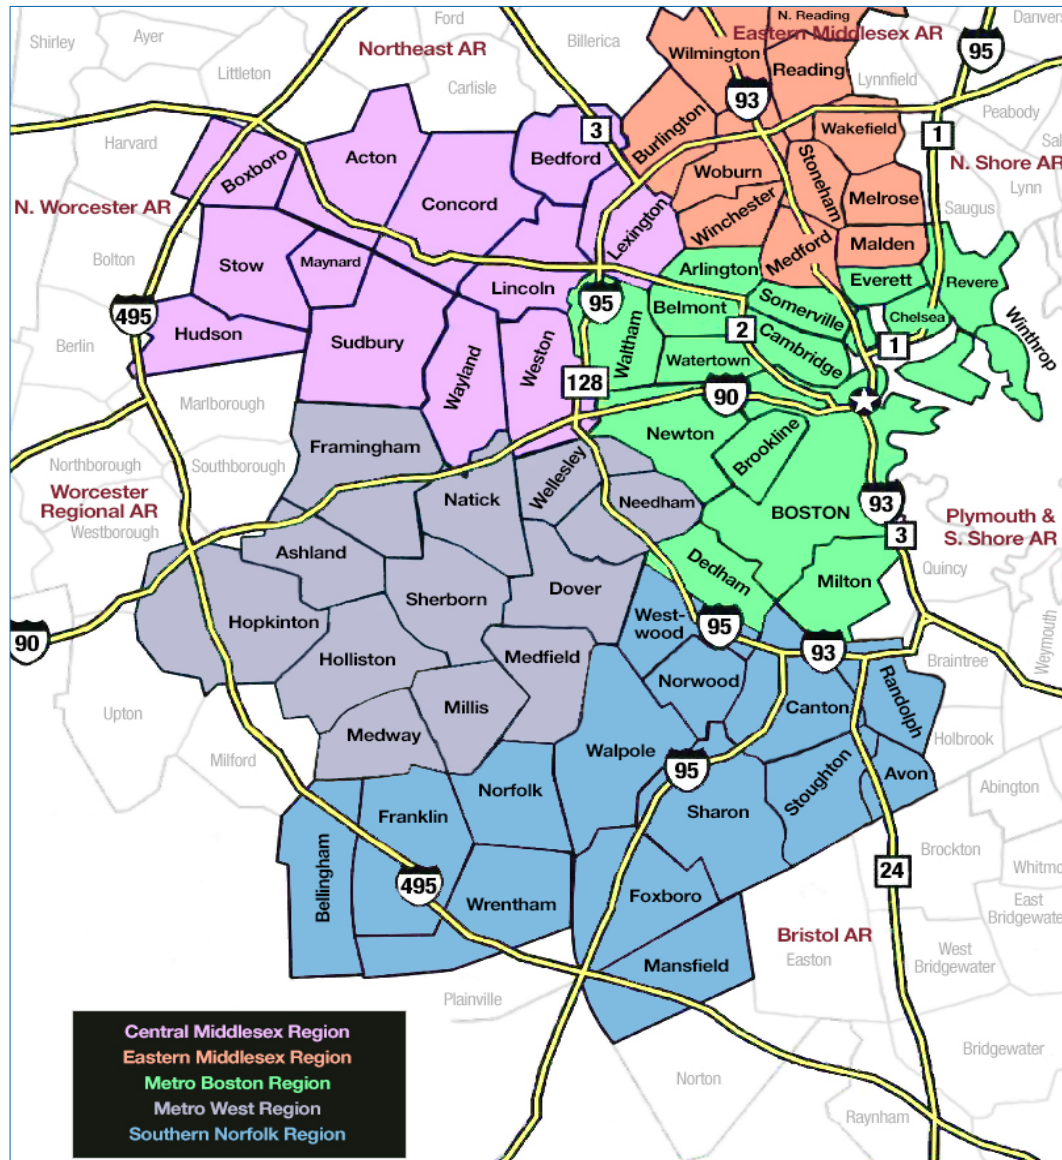 Ford
N. Reading
Danvers
Shirley
Ayer
Northeast AR
Billerica
Wilmington
Eastern Middlesex AR
95
Littleton
Carlisle
93
Reading
Lynnfield
Peabody
Harvard
Acton
3
Bedford
Burlington
Wakefield
1
Sal
Boxboro
Woburn
Stoneham
N. Shore AR
Lynn
N. Worcester AR
Concord
Lexington
Winchester
Melrose
Saugus
Bolton
Stow
Maynard
Lincoln
Arlington
Medford
Malden
Everett
Revere
495
95
Belmont
Somerville
Chelsea
Winthrop
Hudson
Berlin
Sudbury
Wayland
Weston
Waltham
2
Cambridge
1
Watertown
128
90
Marlborough
Framingham
Newton
Brookline
Northborough
Southborough
Natick
Wellesley
Needham
93
Worcester
Regional AR
Westborough
BOSTON
Plymouth &
S. Shore AR
3
Ashland
Dedham
Milton
Quincy
Sherborn
Dover
Hopkinton
West-
wood
95
93
90
Holliston
Medfield
Norwood
Randolph
Braintree
Weymouth
Upton
Millis
Canton
Medway
Walpole
Holbrook
Milford
95
Norfolk
Stoughton
Avon
Abington
Franklin
Sharon
Bellingham
Brockton
Whitm
495
24
Wrentham
Foxboro
East
Bridgewater
Bristol AR
Easton
West
Bridgewater
Mansfield
Plainville
Central Middlesex Region
Eastern Middlesex Region
Metro Boston Region
Metro West Region
Southern Norfolk Region
Bridgewater
Norton
Raynham